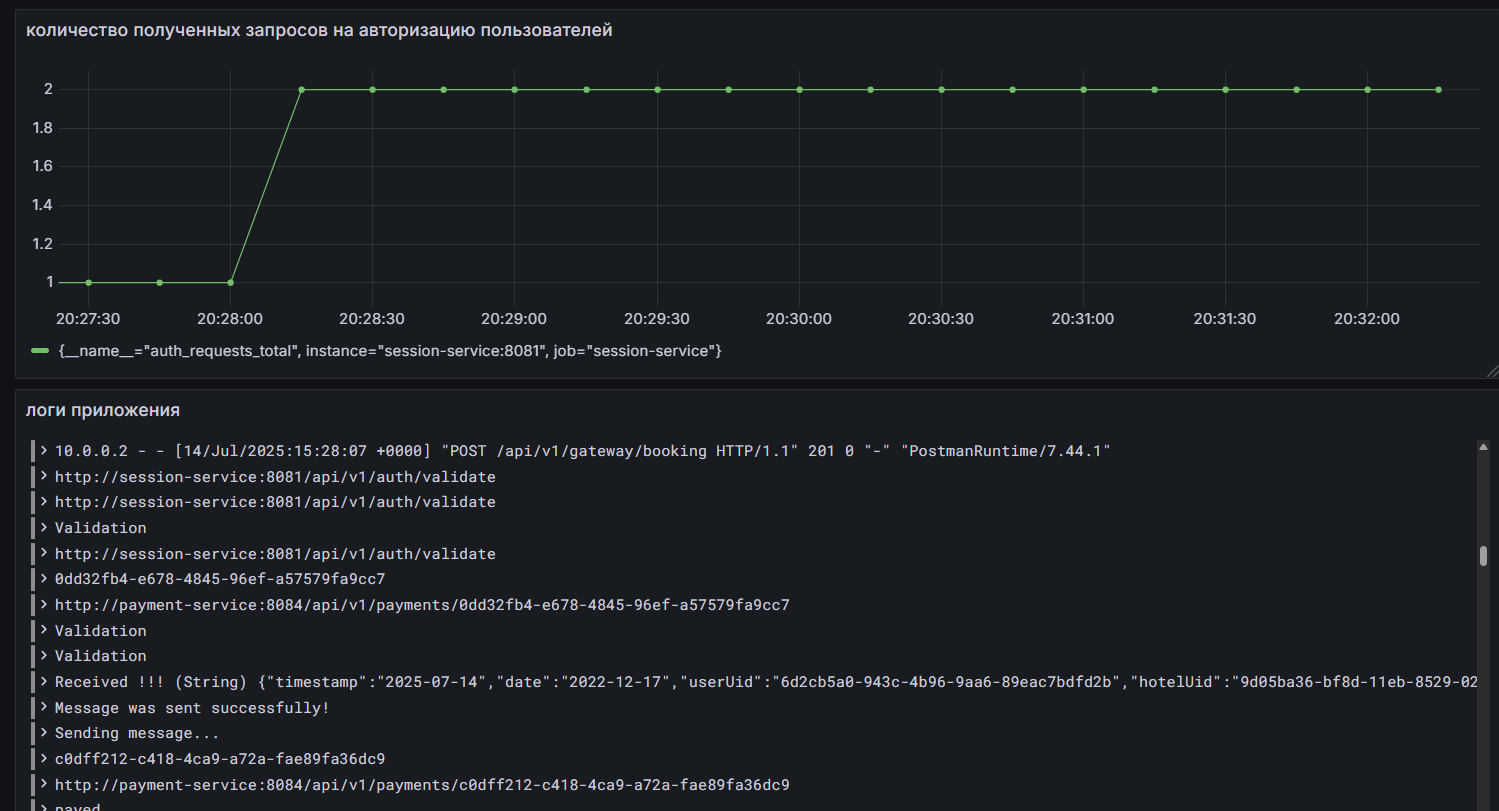 количество полученных запросов на авторизацию пользователей
2
1.8
1.6
1.4
1.2
1
20:27:30 20:28:00 20:28:30 20:29:00 20:29:30 20:30:00 20:30:30 20:31:00 20:31:30 20:32:00
{__name__="auth_requests_total", instance="session-service:8081", job="session-service"}
логи приложения
> 10.0.0.2 - - [14/Jul/2025:15:28:07 +0000] "POST /api/v1/gateway/booking HTTP/1.1" 201 0 "-" "PostmanRuntime/7.44.1"
> http://session-service:8081/api/v1/auth/validate
> http://session-service:8081/api/v1/auth/validate
> Validation
> http://session-service:8081/api/v1/auth/validate
> 0dd32fb4-e678-4845-96ef-a57579fa9cc7
> http://payment-service:8084/api/v1/payments/0dd32fb4-e678-4845-96ef-a57579fa9cc7
> Validation
> Validation
> Received !!! (String) {"timestamp":"2025-07-14","date":"2022-12-17","userUid":"6d2cb5a0-943c-4b96-9aa6-89eac7bdfd2b","hotelUid":"9d05ba36-bf8d-11eb-8529-02
> Message was sent successfully!
> Sending message...
> c0dff212-c418-4ca9-a72a-fae89fa36dc9
> http://payment-service:8084/api/v1/payments/c0dff212-c418-4ca9-a72a-fae89fa36dc9
> payed